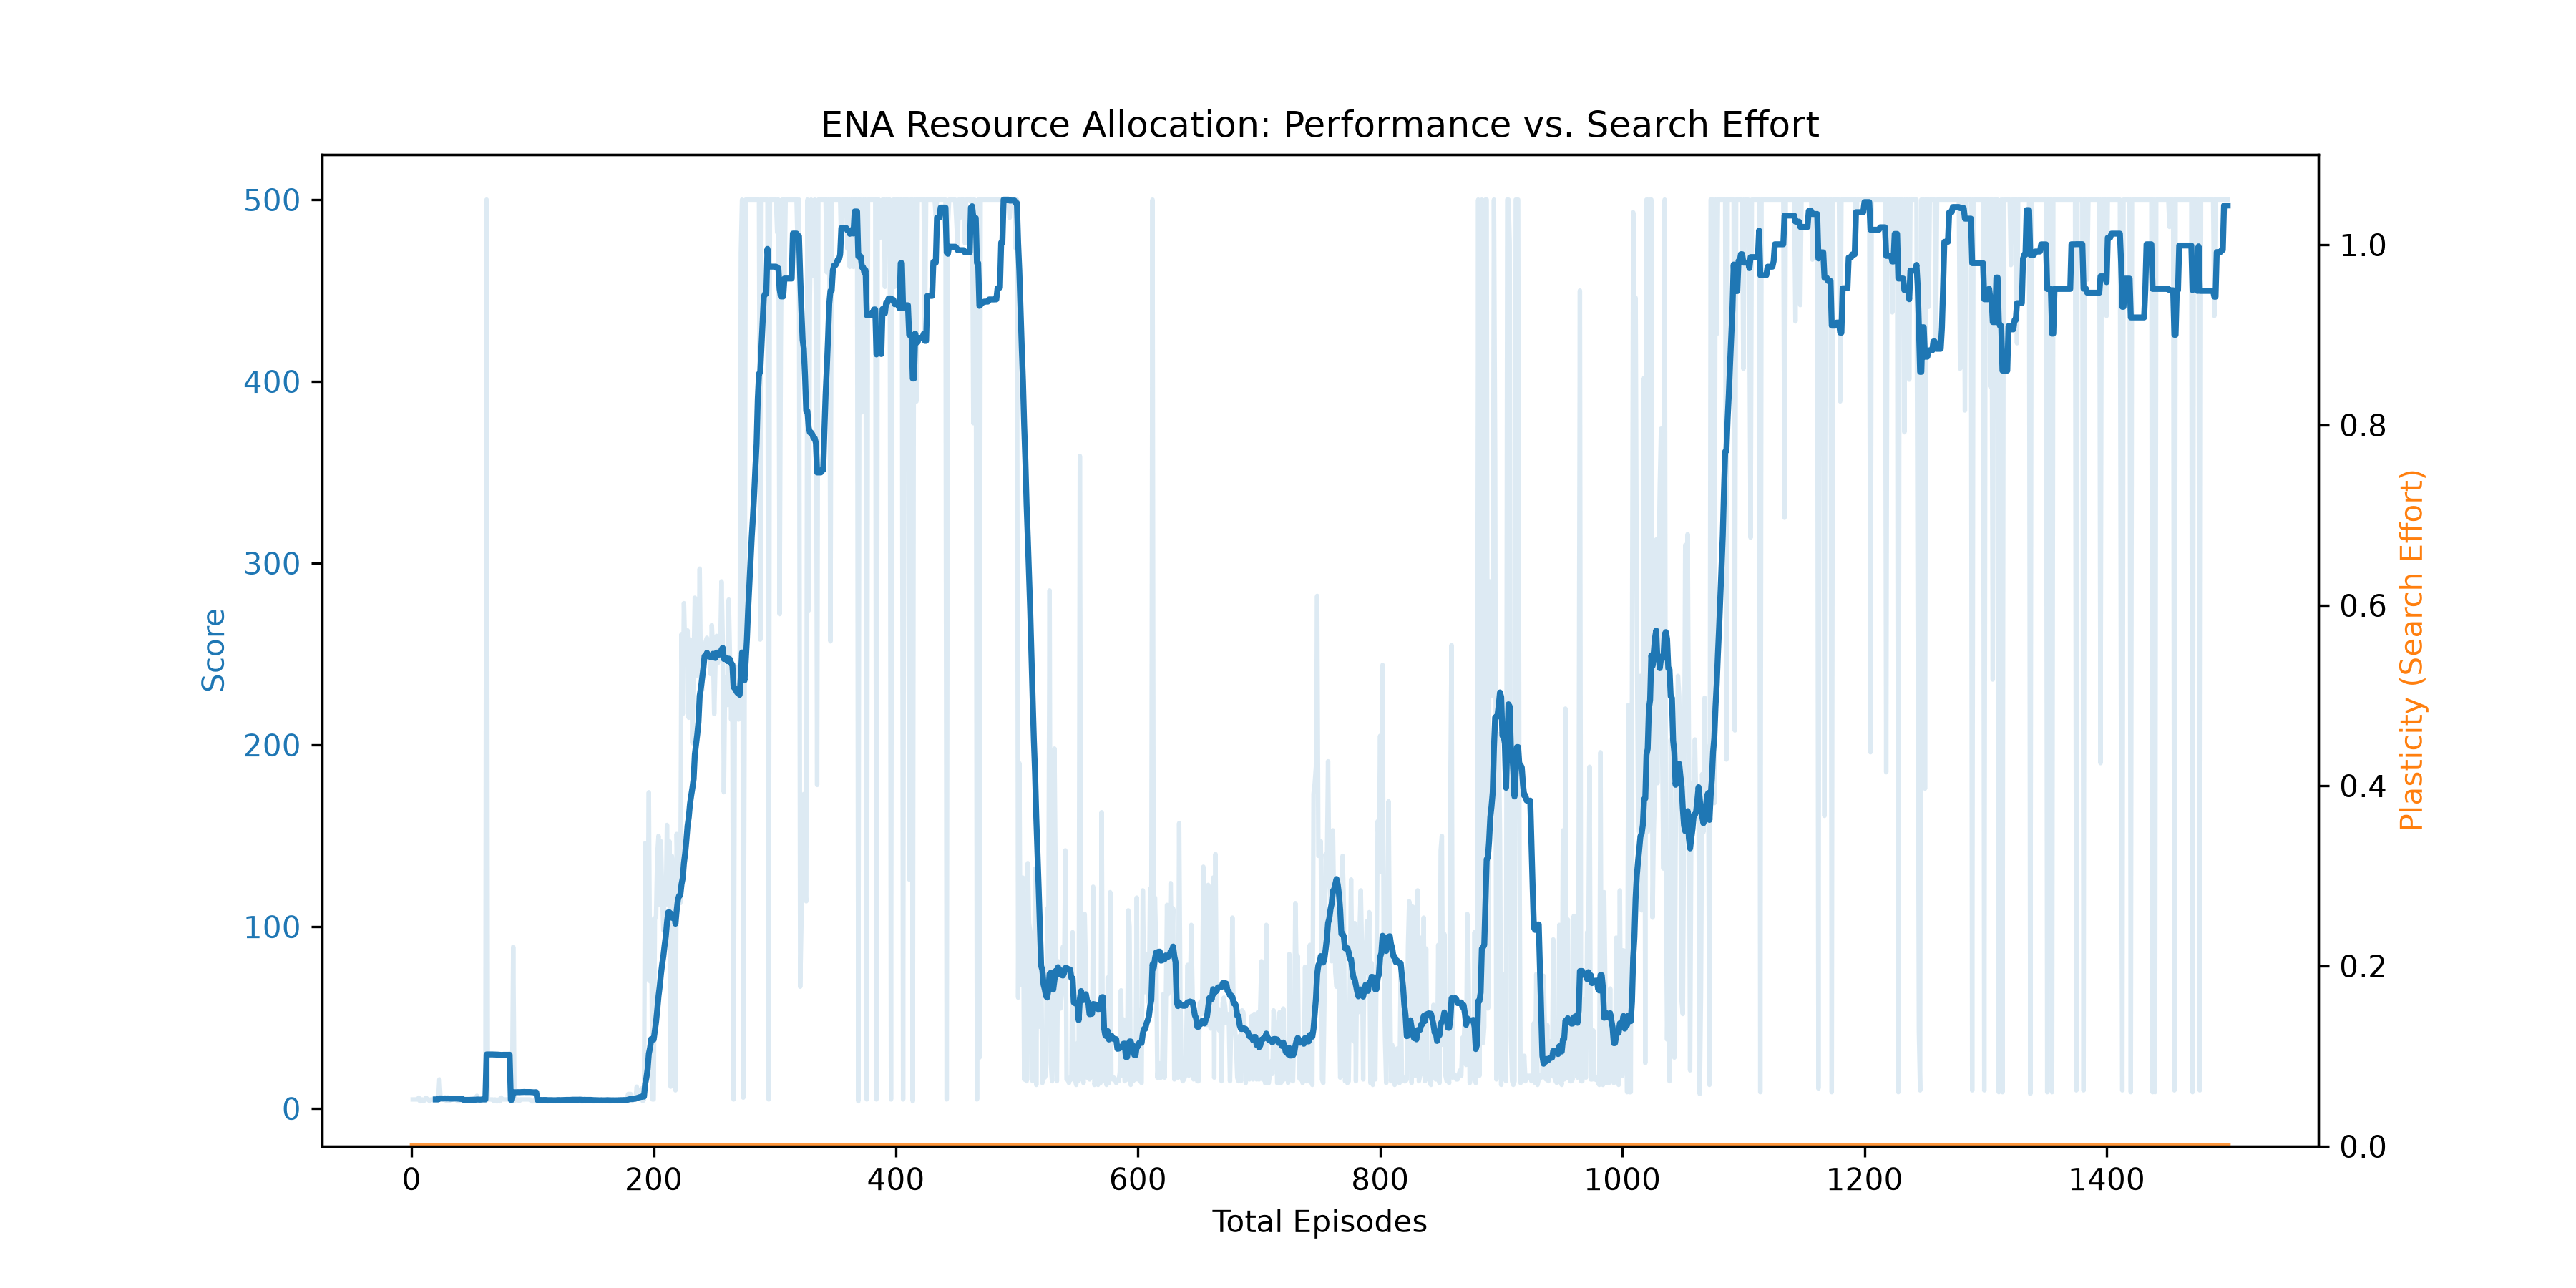 ENA Resource Allocation: Performance vs. Search Effort
500
400
300
200
100
0
Score
1.0
0.8
0.6
0.4
0.2
0.0
Plasticity (Search Effort)
0 200 400 600 800 1000 1200 1400
Total Episodes